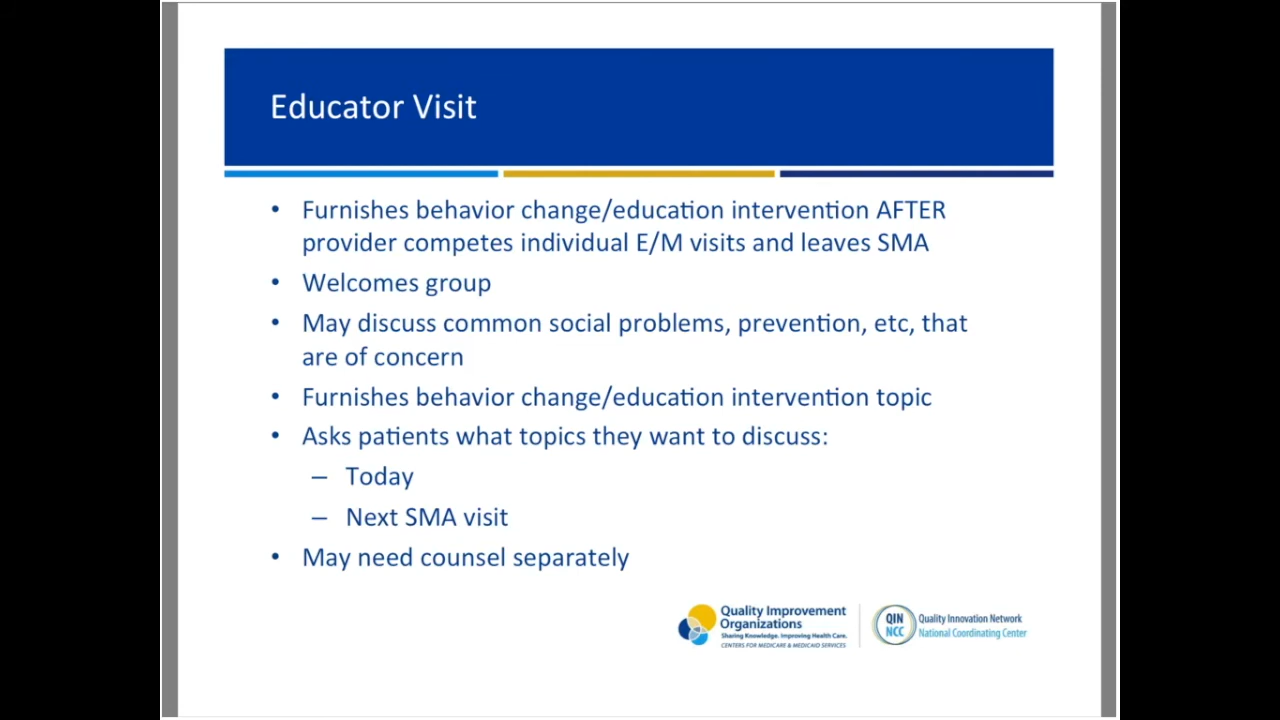 Educator Visit
• Furnishes behavior change/education intervention AFTER
provider competes individual E/M visits and leaves SMA
• Welcomes group
• May discuss common social problems, prevention, etc, that
are of concern
• Furnishes behavior change/education intervention topic
• Asks patients what topics they want to discuss:
– Today
– Next SMA visit
• May need counsel separately
Quality Improvement
Organizations
Sharing Knowledge. Improving Health Care.
CENTERS FOR MEDICARE & MEDICAID SERVICES
QIN
NCC
Quality Innovation Network
National Coordinating Center